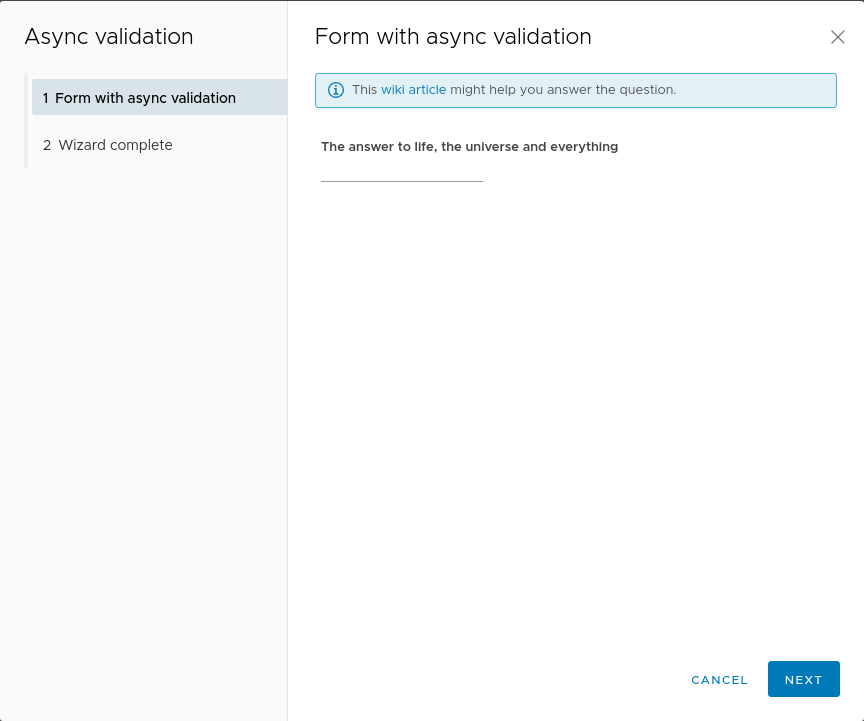 Async validation
1 Form with async validation
2 Wizard complete
Form with async validation
This wiki article might help you answer the question.
The answer to life, the universe and everything
CANCEL
NEXT